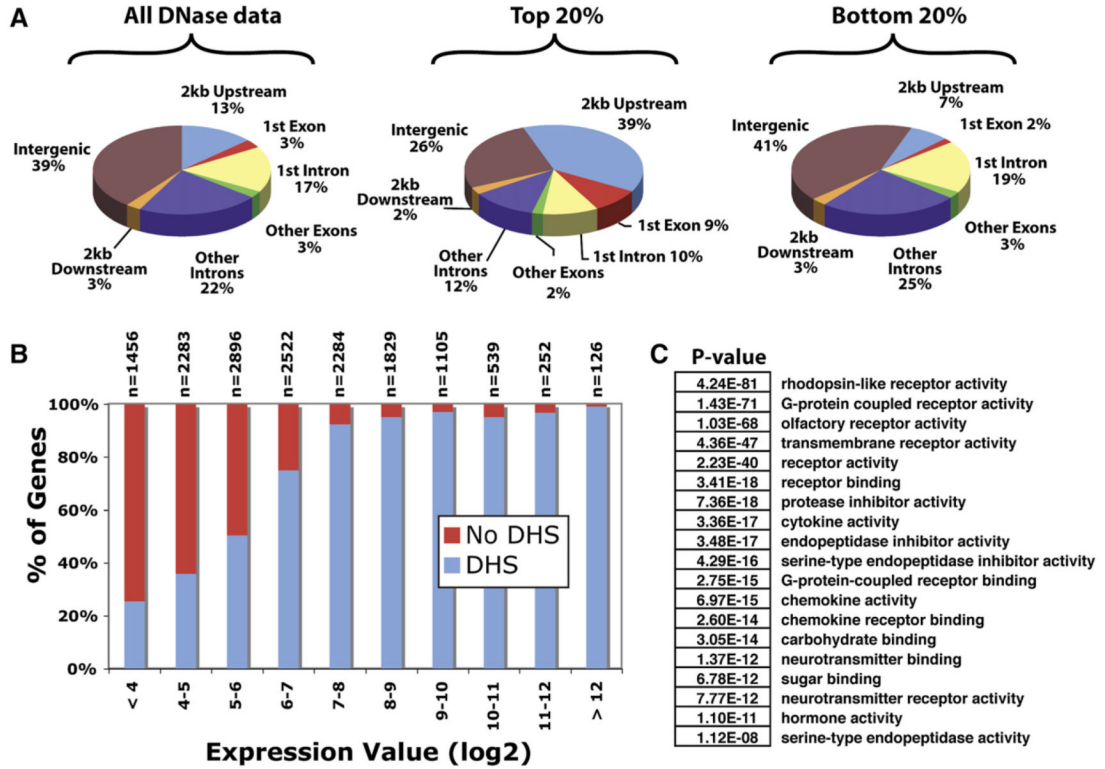 A
All DNase data
Top 20%
Bottom 20%
2kb Upstream
13%
1st Exon
3%
1st Intron
17%
Other Exons
3%
Other
Introns
22%
2kb
Downstream
3%
Intergenic
39%
2kb Upstream
39%
1st Exon 9%
1st Intron 10%
Other Exons
2%
Other
Introns
12%
2kb
Downstream
2%
Intergenic
26%
2kb Upstream
7%
1st Exon 2%
1st Intron
19%
Other Exons
3%
Other
Introns
25%
2kb
Downstream
3%
Intergenic
41%
B
n=1456
n=2283
n=2896
n=2522
n=2284
n=1829
n=1105
n=539
n=252
n=126
% of Genes
100%
80%
60%
40%
20%
0%
No DHS
DHS
< 4
4-5
5-6
6-7
7-8
8-9
9-10
10-11
11-12
> 12
Expression Value (log2)
C
P-value
4.24E-81 rhodopsin-like receptor activity
1.43E-71 G-protein coupled receptor activity
1.03E-68 olfactory receptor activity
4.36E-47 transmembrane receptor activity
2.23E-40 receptor activity
3.41E-18 receptor binding
7.36E-18 protease inhibitor activity
3.36E-17 cytokine activity
3.48E-17 endopeptidase inhibitor activity
4.29E-16 serine-type endopeptidase inhibitor activity
2.75E-15 G-protein-coupled receptor binding
6.97E-15 chemokine activity
2.60E-14 chemokine receptor binding
3.05E-14 carbohydrate binding
1.37E-12 neurotransmitter binding
6.78E-12 sugar binding
7.77E-12 neurotransmitter receptor activity
1.10E-11 hormone activity
1.12E-08 serine-type endopeptidase activity